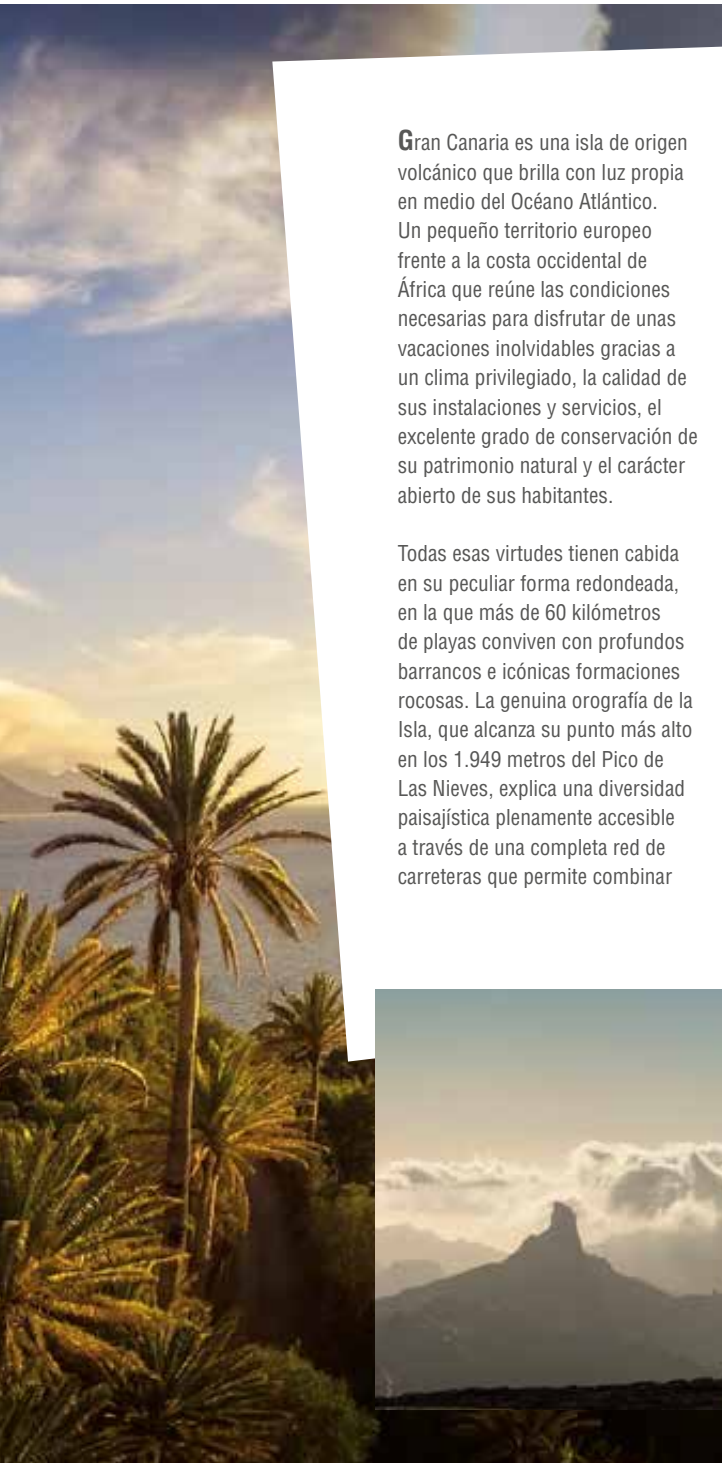 Gran Canaria es una isla de origen
volcánico que brilla con luz propia
en medio del Océano Atlántico.
Un pequeño territorio europeo
frente a la costa occidental de
África que reúne las condiciones
necesarias para disfrutar de unas
vacaciones inolvidables gracias a
un clima privilegiado, la calidad de
sus instalaciones y servicios, el
excelente grado de conservación de
su patrimonio natural y el carácter
abierto de sus habitantes.
Todas esas virtudes tienen cabida
en su peculiar forma redondeada,
en la que más de 60 kilómetros
de playas conviven con profundos
barrancos e icónicas formaciones
rocosas. La genuina orografía de la
Isla, que alcanza su punto más alto
en los 1.949 metros del Pico de
Las Nieves, explica una diversidad
paisajística plenamente accesible
a través de una completa red de
carreteras que permite combinar